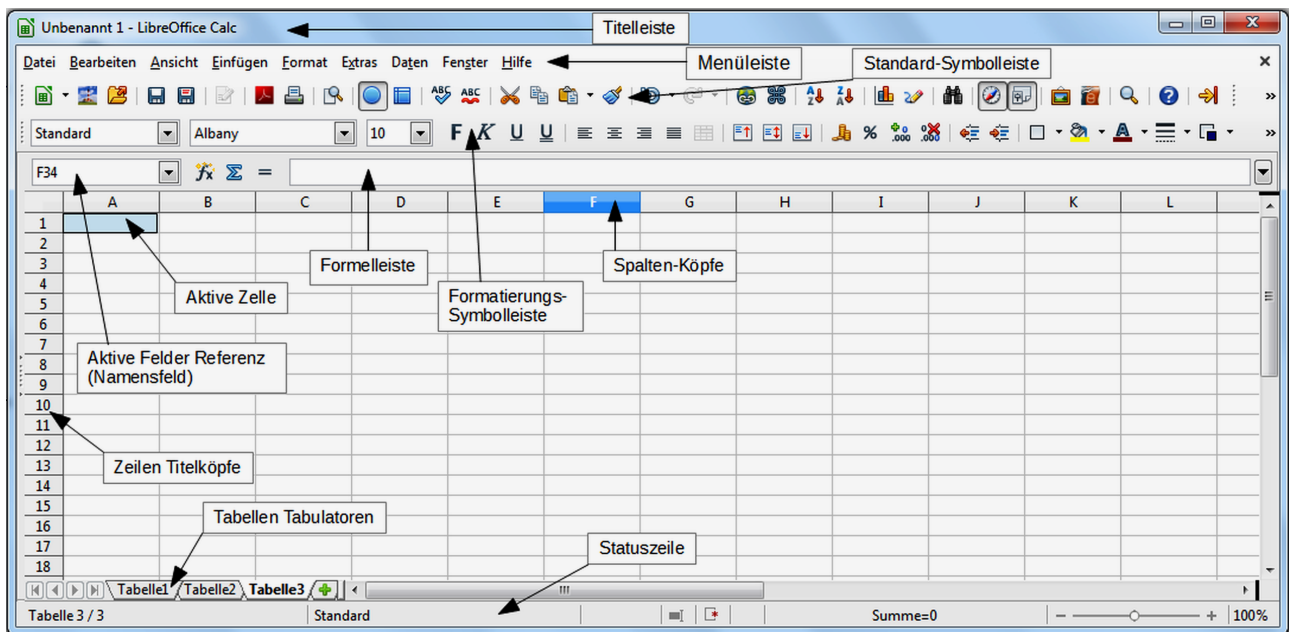 Unbenannt 1 - LibreOffice Calc
Titelleiste
Datei Bearbeiten Ansicht Einfügen Format Extras Daten Fenster Hilfe
Menüleiste
Standard-Symbolleiste
ABC ABC
Standard Albany 10 F K U U
F34
A B C D E F G H I J K L
1
2
3
4
5
6
7
8
9
10
11
12
13
14
15
16
17
18
Formelleiste
Spalten-Köpfe
Aktive Zelle
Formatierungs-
Symbolleiste
Aktive Felder Referenz
(Namensfeld)
Zeilen Titelköpfe
Tabellen Tabulatoren
Statuszeile
Tabelle1 Tabelle2 Tabelle3
Tabelle 3 / 3 Standard Summe=0 100%